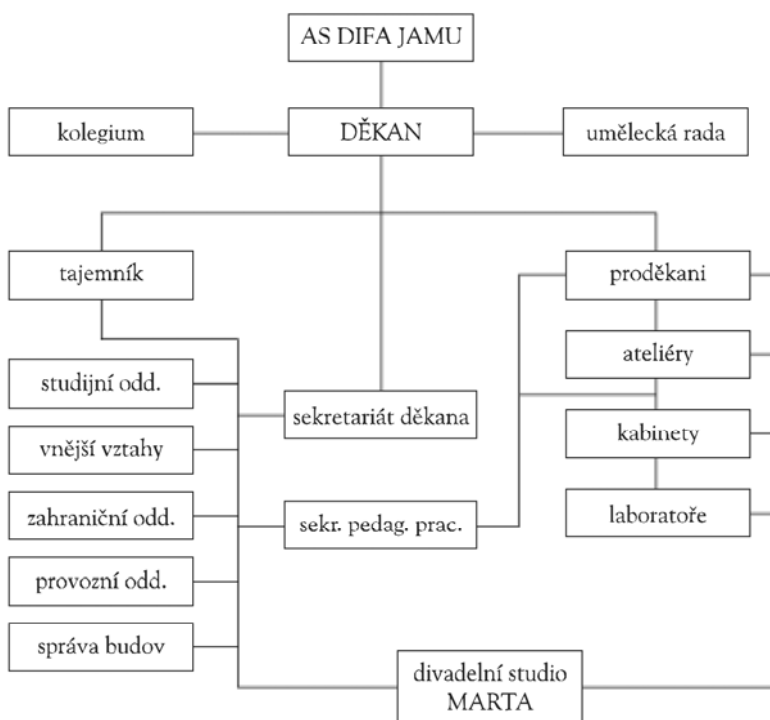 AS DIFA JAMU
kolegium
DĚKAN
umělecká rada
tajemník
proděkani
studijní odd.
ateliéry
sekretariát děkana
vnější vztahy
kabinety
zahraniční odd.
sekr. pedag. prac.
laboratoře
provozní odd.
správa budov
divadelní studio
MARTA